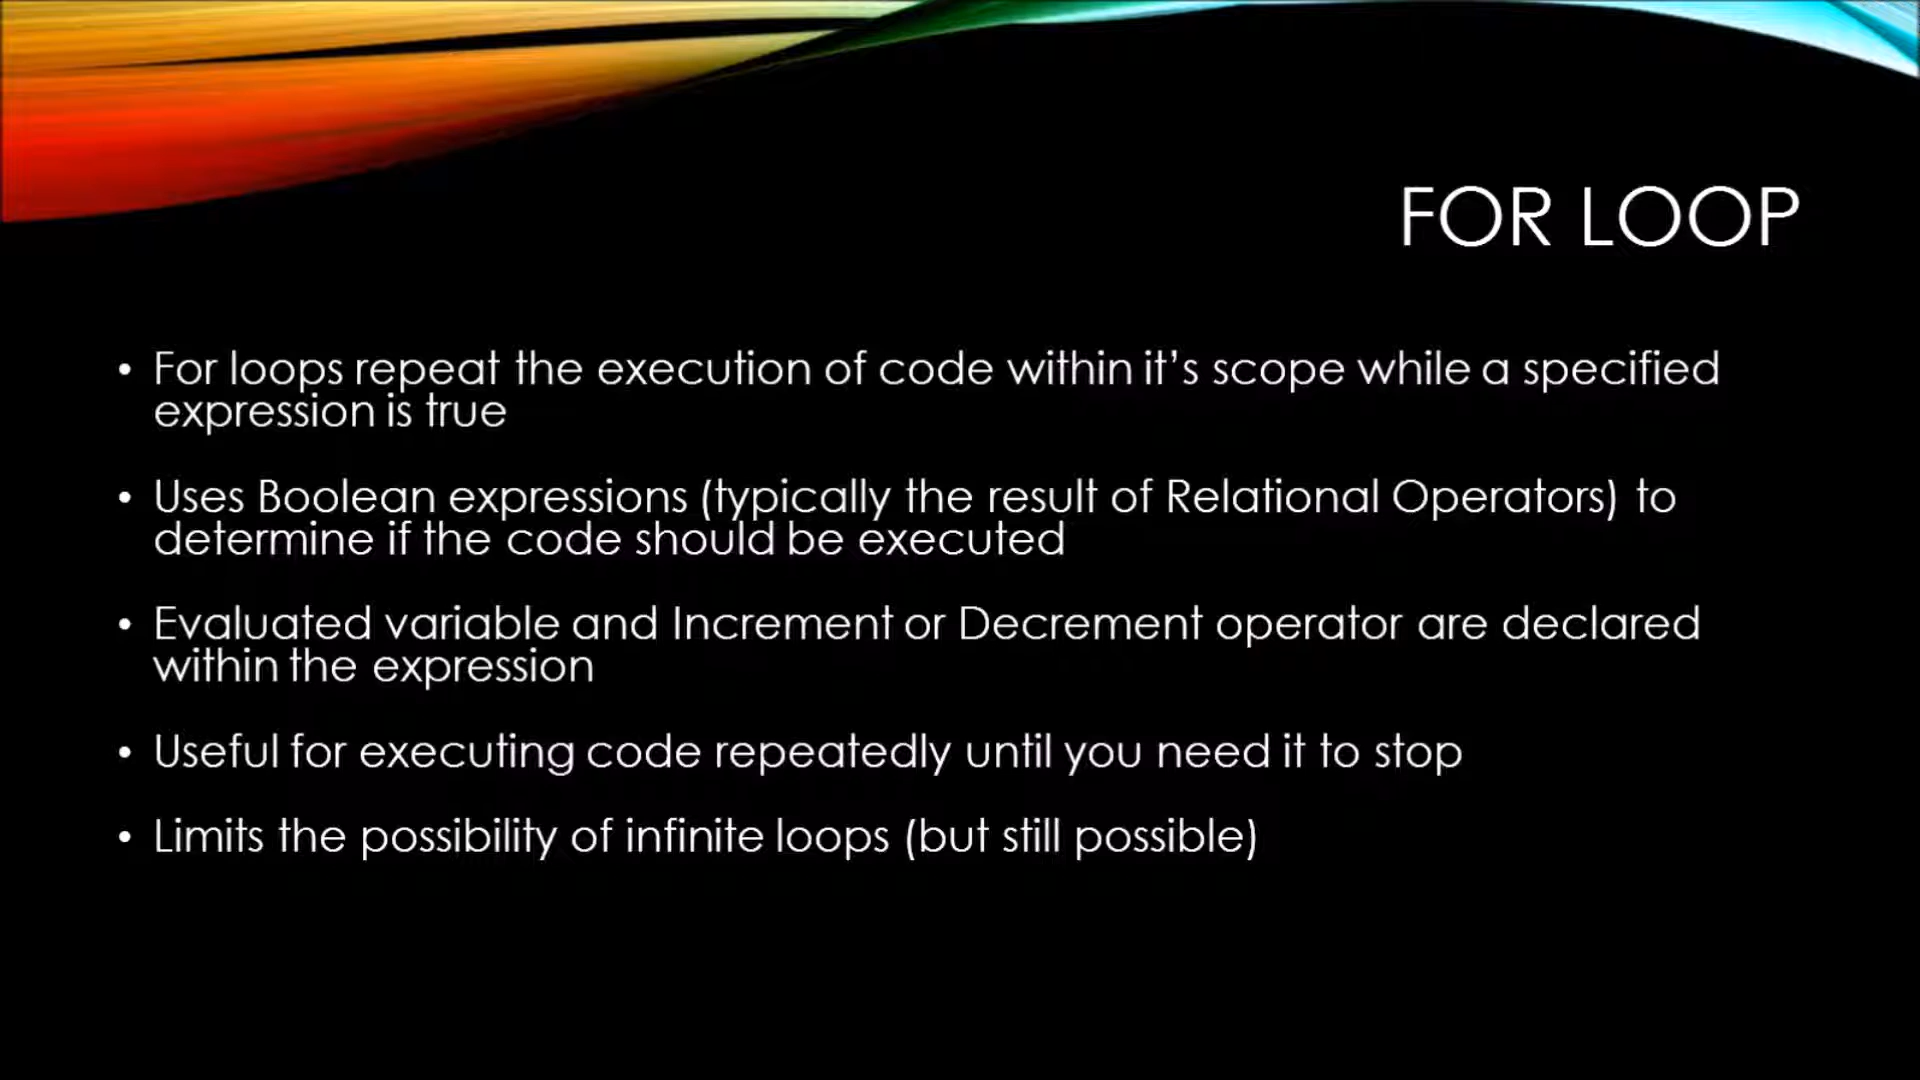 FOR LOOP
• For loops repeat the execution of code within it's scope while a specified
expression is true
• Uses Boolean expressions (typically the result of Relational Operators) to
determine if the code should be executed
• Evaluated variable and Increment or Decrement operator are declared
within the expression
• Useful for executing code repeatedly until you need it to stop
• Limits the possibility of infinite loops (but still possible)